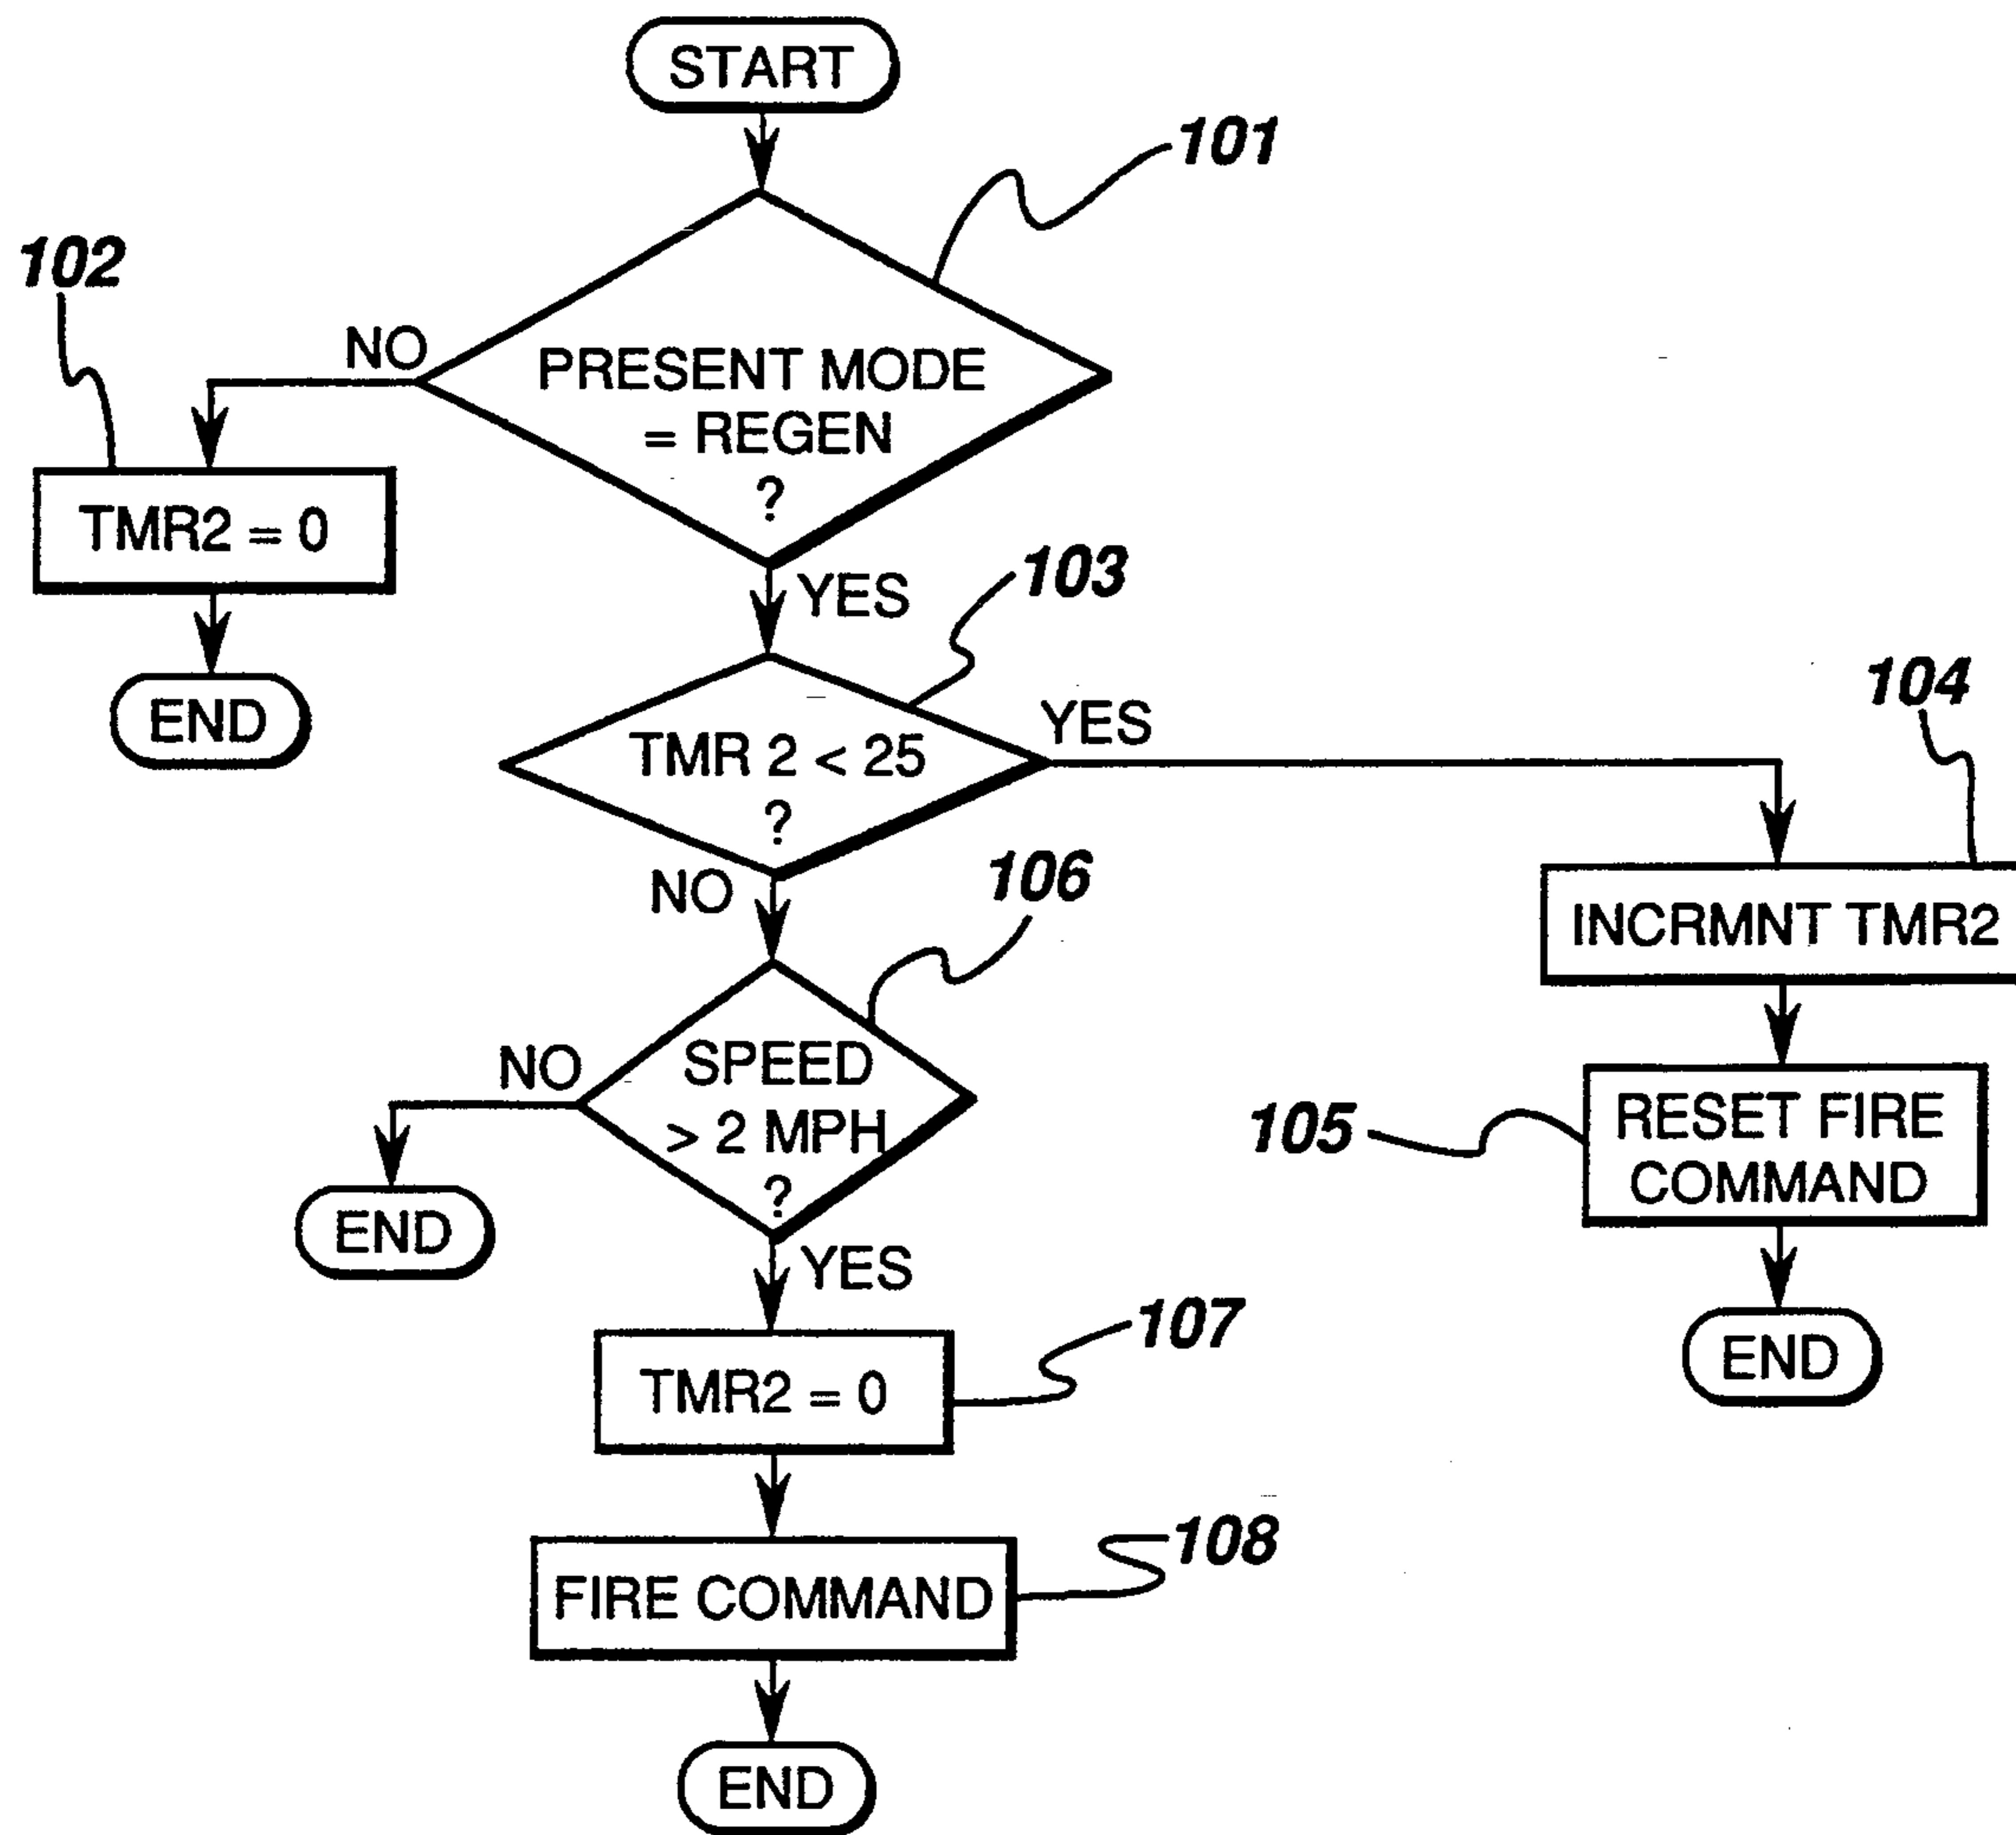 START
101
102
NO
PRESENT MODE
= REGEN
?
TMR2 = 0
YES
103
END
104
TMR 2 < 25
?
YES
NO
106
INCRMNT TMR2
SPEED
> 2 MPH
?
NO
105
RESET FIRE
COMMAND
END
YES
107
END
TMR2 = 0
108
FIRE COMMAND
END